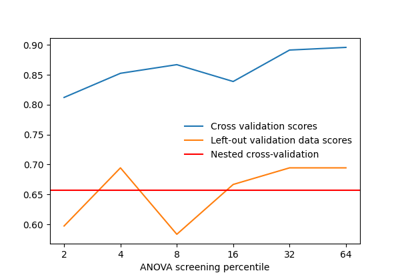 0.90
0.85
0.80
0.75
0.70
0.65
0.60
Cross validation scores
Left-out validation data scores
Nested cross-validation
2 4 8 16 32 64
ANOVA screening percentile